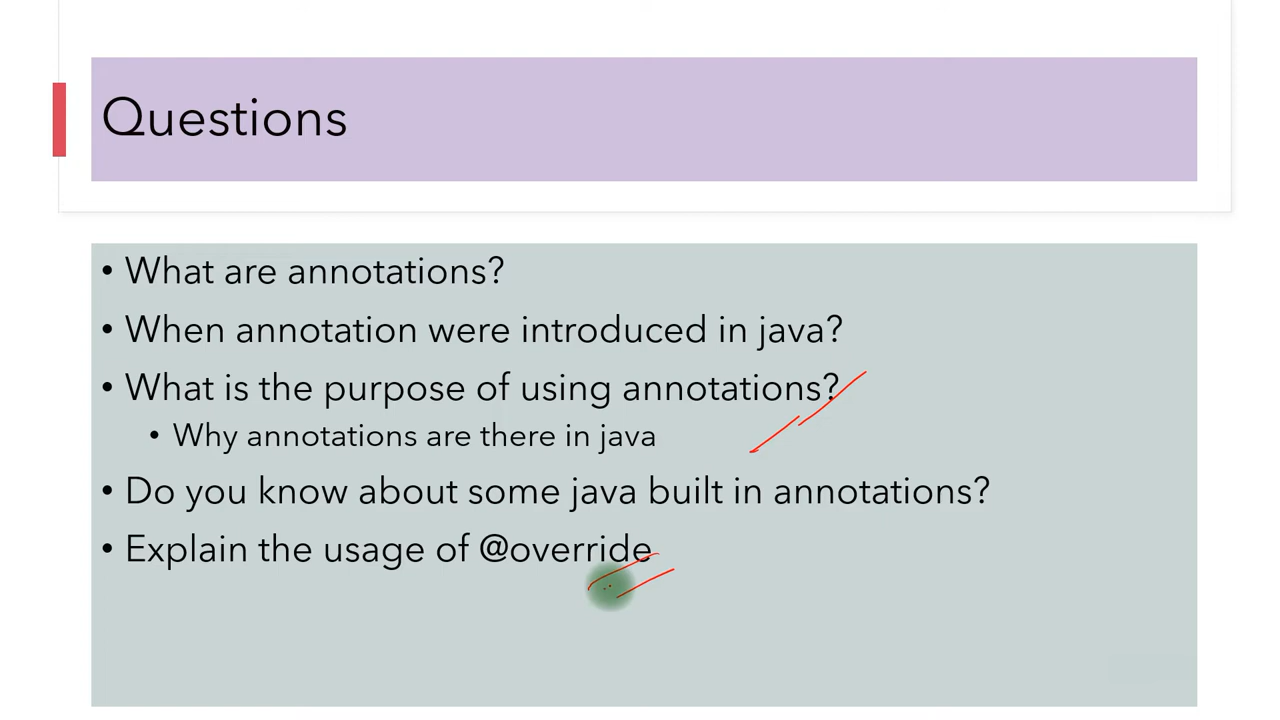 Questions
• What are annotations?
• When annotation were introduced in java?
• What is the purpose of using annotations?
• Why annotations are there in java
• Do you know about some java built in annotations?
• Explain the usage of @override